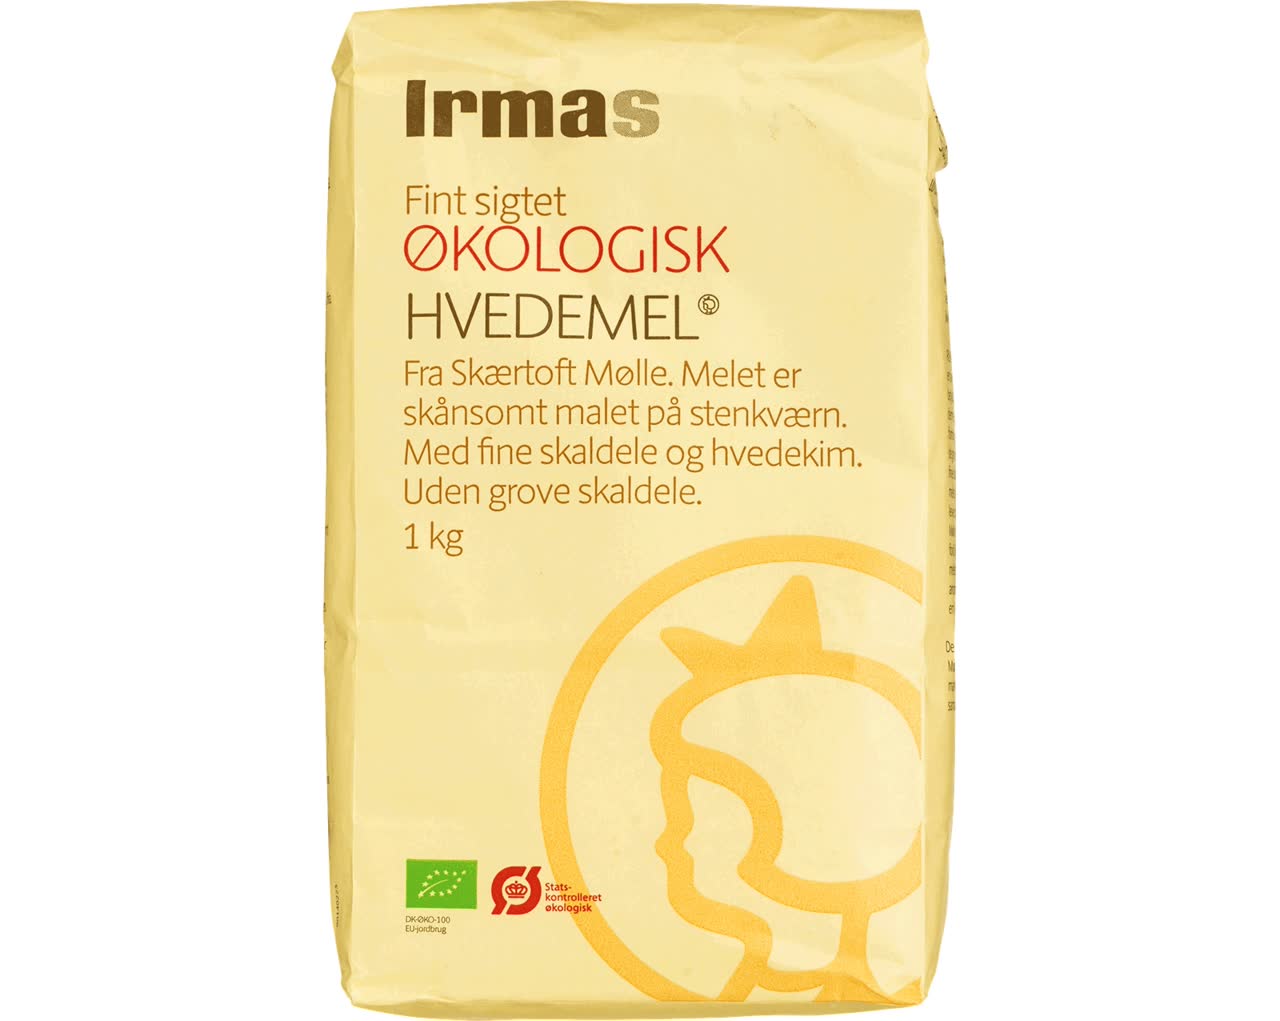 Irmas
Fint sigtet
ØKOLOGISK
HVEDEMEL
Fra Skærtoft Mølle. Melet er
skånsomt malet på stenkværn.
Med fine skaldele og hvedekim.
Uden grove skaldele.
1 kg
Stats-
kontrolleret
økologisk
DK-ØKO-100
EU-jordbrug